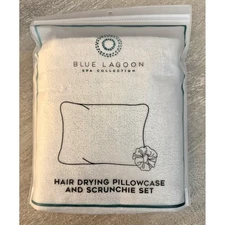 BLUE LAGOON
SPA COLLECTION
HAIR DRYING PILLOWCASE
AND SCRUNCHIE SET